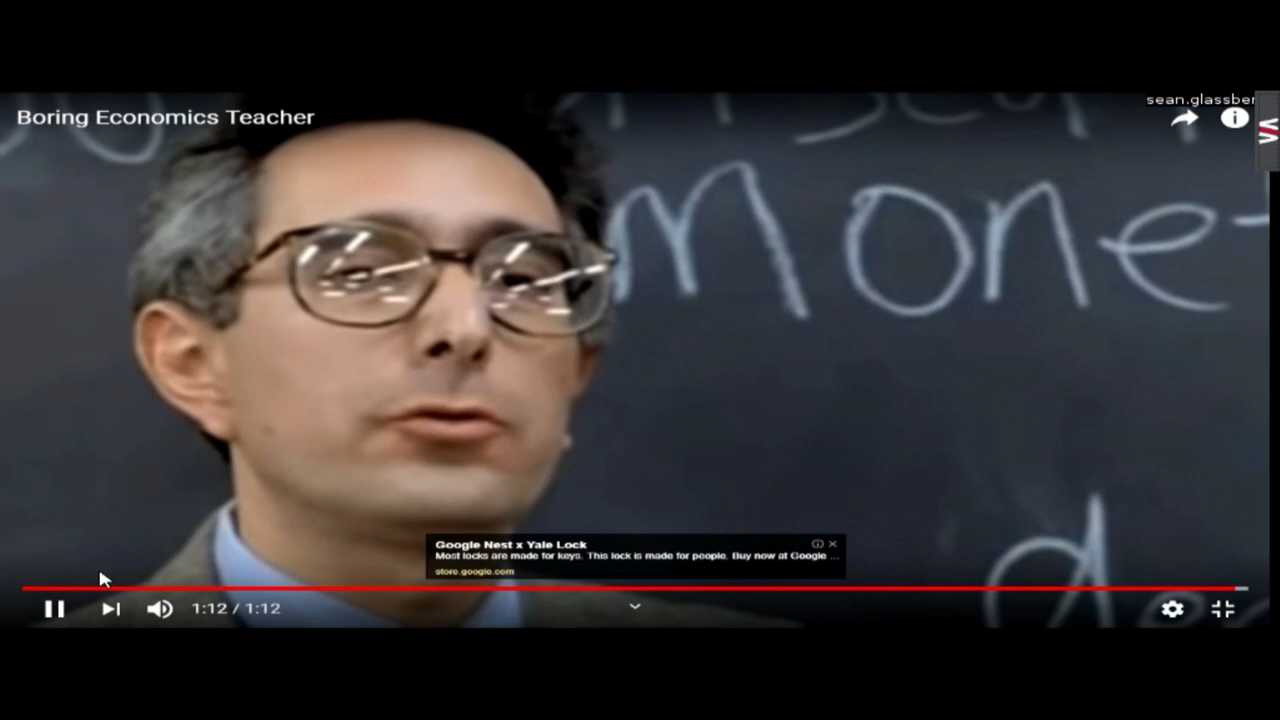 sean.glassber
Boring Economics Teacher
Mone
Google Nest x Yale Lock
Most locks are made for keys. This lock is made for people. Buy now at Google ...
store.google.com
1:12 / 1:12